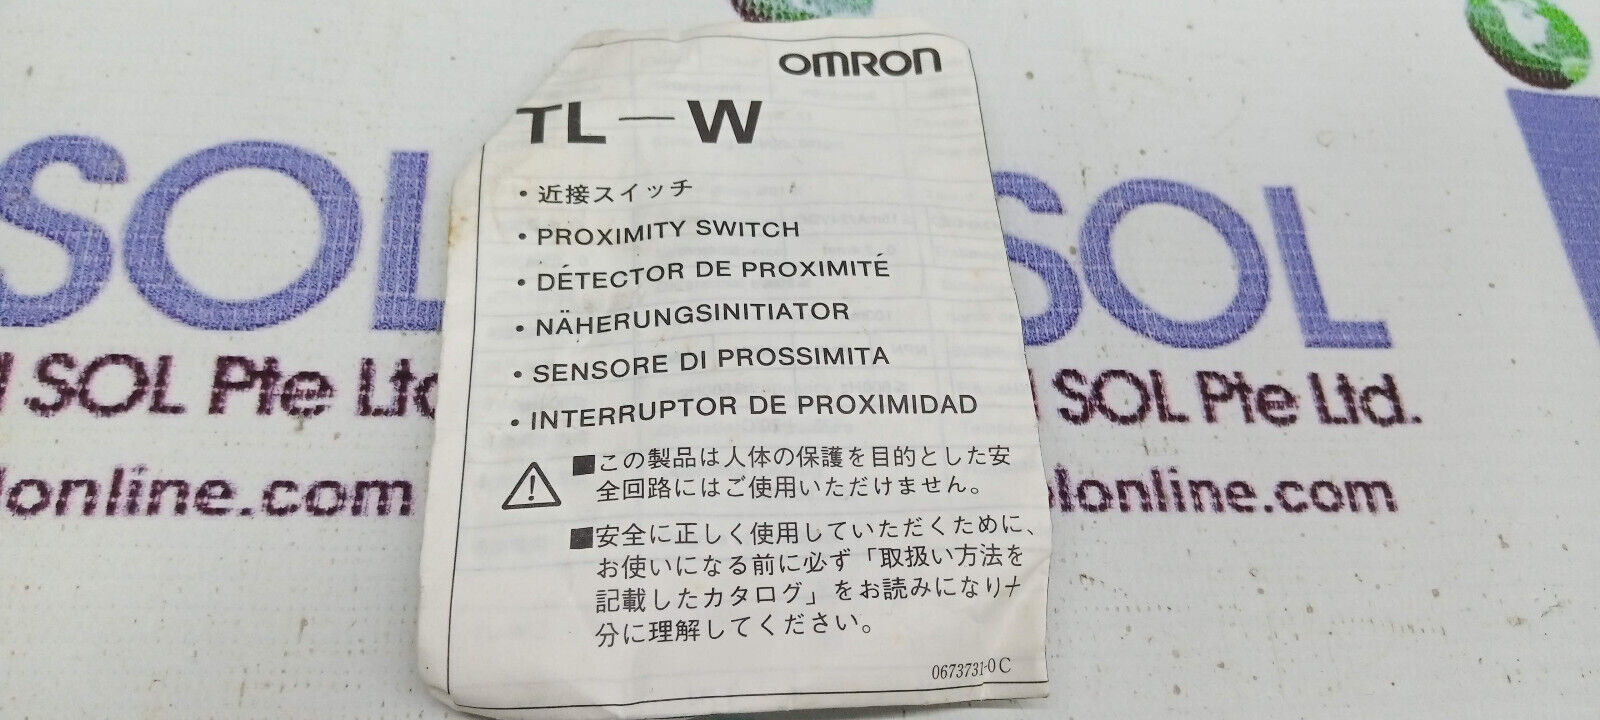 OMRON
TL—W
・近接スイッチ
・PROXIMITY SWITCH
・DÉTECTOR DE PROXIMITÉ
・NÄHERUNGSINITIATOR
・SENSORE DI PROSSIMITA
・INTERRUPTOR DE PROXIMIDAD
■この製品は人体の保護を目的とした安
全回路にはご使用いただけません。
■安全に正しく使用していただくために、
お使いになる前に必ず「取扱い方法を
記載したカタログ」をお読みになり十
分に理解してください。
0673731-0C
SOL
SOL Pte Ltd
lonline.com
SOL
SOL Pte Ltd.
lonline.com